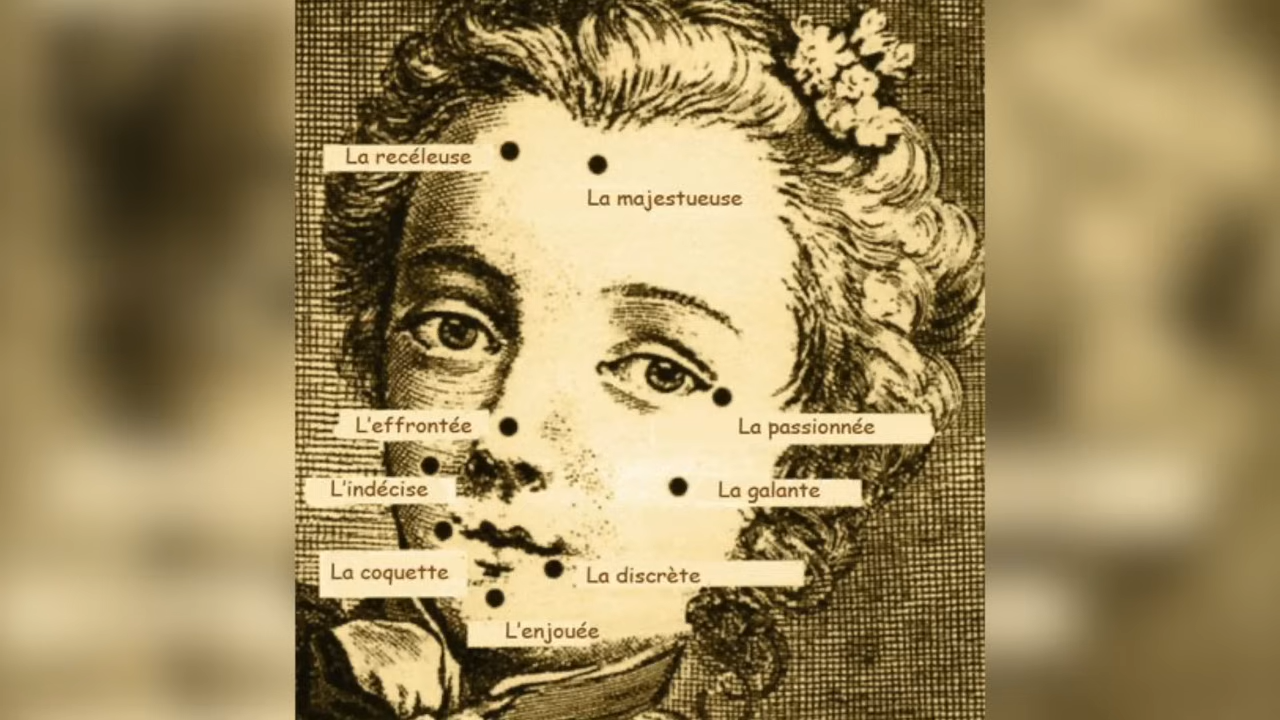 La recéleuse
La majestueuse
L'effrontée
La passionnée
L'indécise
La galante
La coquette
La discrète
L'enjouée